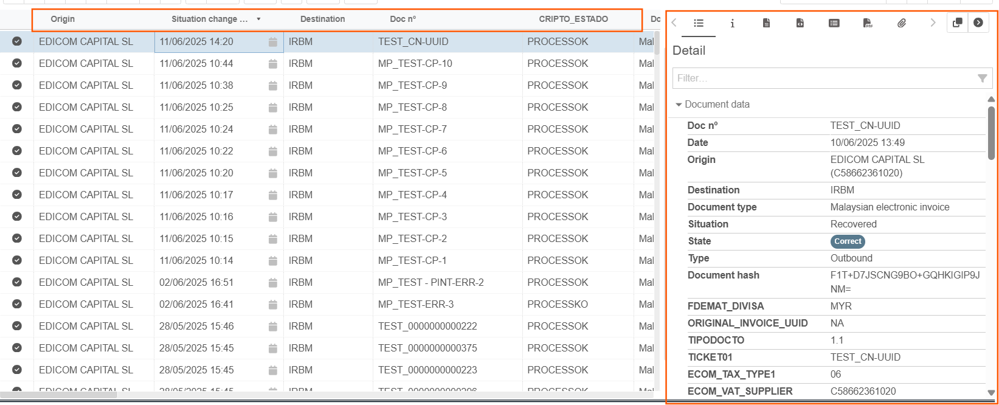 Origin Situation change ... Destination Doc nº CRIPTO_ESTADO Do
EDICOM CAPITAL SL 11/06/2025 14:20 IRBM TEST_CN-UUID PROCESSOK Mal
EDICOM CAPITAL SL 11/06/2025 10:44 IRBM MP_TEST-CP-10 PROCESSOK Mal
EDICOM CAPITAL SL 11/06/2025 10:38 IRBM MP_TEST-CP-9 PROCESSOK Mal
EDICOM CAPITAL SL 11/06/2025 10:25 IRBM MP_TEST-CP-8 PROCESSOK Mal
EDICOM CAPITAL SL 11/06/2025 10:24 IRBM MP_TEST-CP-7 PROCESSOK Mal
EDICOM CAPITAL SL 11/06/2025 10:22 IRBM MP_TEST-CP-6 PROCESSOK Mal
EDICOM CAPITAL SL 11/06/2025 10:20 IRBM MP_TEST-CP-5 PROCESSOK Mal
EDICOM CAPITAL SL 11/06/2025 10:17 IRBM MP_TEST-CP-4 PROCESSOK Mal
EDICOM CAPITAL SL 11/06/2025 10:16 IRBM MP_TEST-CP-3 PROCESSOK Mal
EDICOM CAPITAL SL 11/06/2025 10:15 IRBM MP_TEST-CP-2 PROCESSOK Mal
EDICOM CAPITAL SL 11/06/2025 10:14 IRBM MP_TEST-CP-1 PROCESSOK Mal
EDICOM CAPITAL SL 02/06/2025 16:51 IRBM MP_TEST - PINT-ERR-2 PROCESSOK Mal
EDICOM CAPITAL SL 02/06/2025 16:41 IRBM MP_TEST-ERR-3 PROCESSKO Mal
EDICOM CAPITAL SL 28/05/2025 15:46 IRBM TEST_0000000000222 PROCESSOK Mal
EDICOM CAPITAL SL 28/05/2025 15:45 IRBM TEST_0000000000375 PROCESSOK Mal
EDICOM CAPITAL SL 28/05/2025 15:45 IRBM TEST_0000000000223 PROCESSOK Mal
EDICOM CAPITAL SL 28/05/2025 15:45 IRBM PROCESSOK Mal
Detail
Filter...
Document data
Doc nº TEST_CN-UUID
Date 10/06/2025 13:49
Origin EDICOM CAPITAL SL
(C58662361020)
Destination IRBM
Document type Malaysian electronic invoice
Situation Recovered
State Correct
Type Outbound
Document hash F1T+D7JSCNG9BO+GQHKIGIP9J
NM=
FDEMAT_DIVISA MYR
ORIGINAL_INVOICE_UUID NA
TIPODOCTO 1.1
TICKET01 TEST_CN-UUID
ECOM_TAX_TYPE1 06
ECOM_VAT_SUPPLIER C58662361020